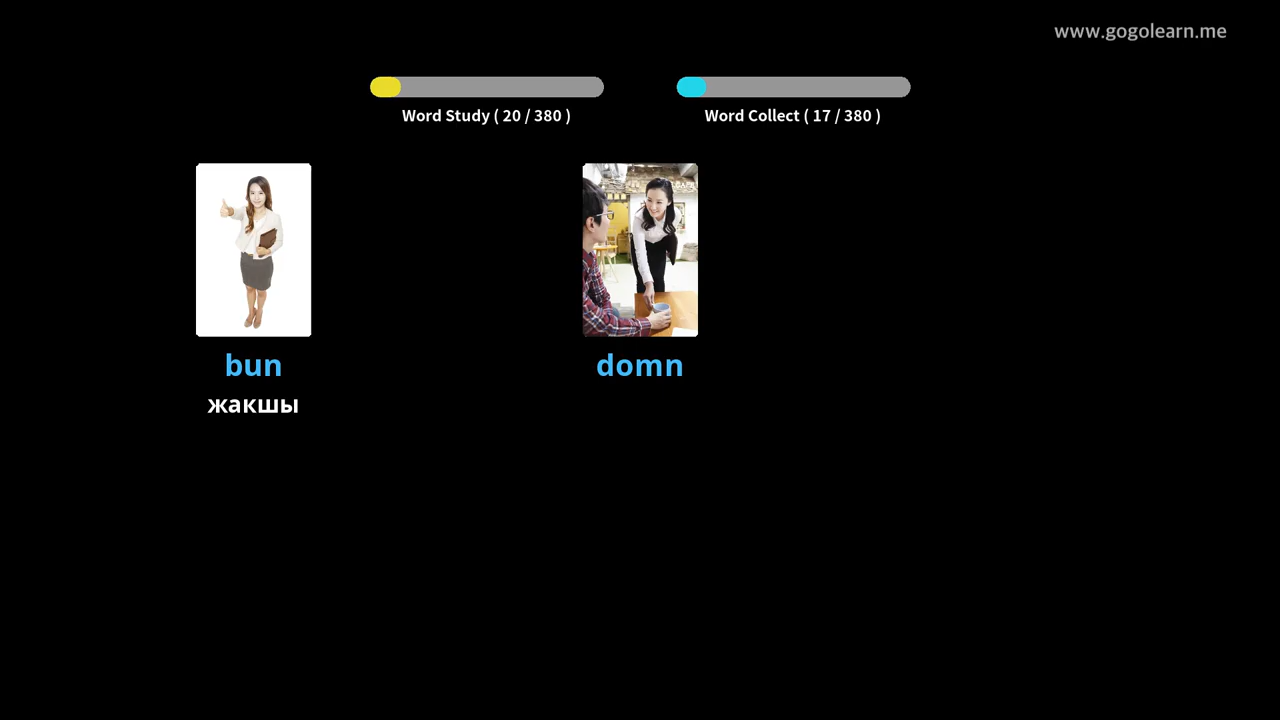 www.gogolearn.me
Word Study ( 20 / 380 )
Word Collect ( 17 / 380 )
bun
domn
жакшы